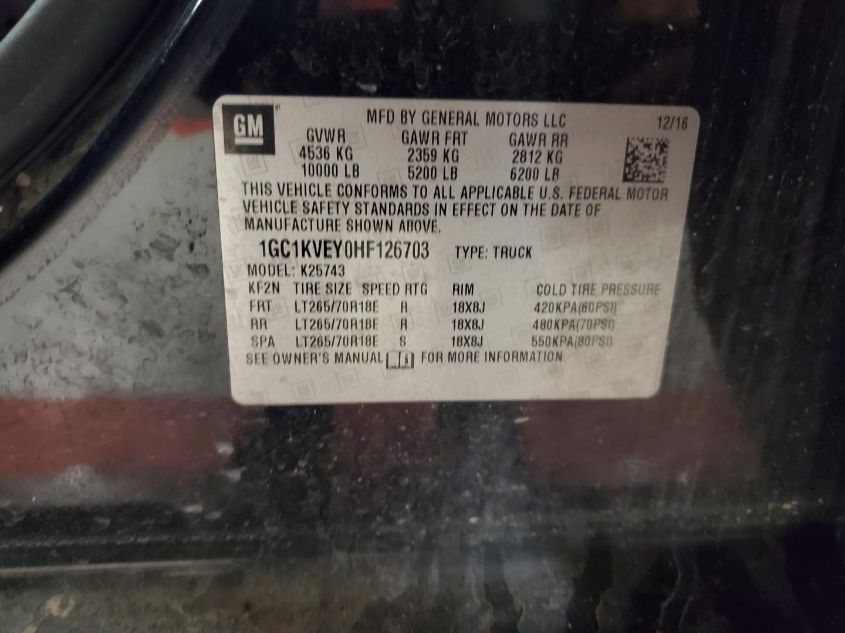 GM
MFD BY GENERAL MOTORS LLC 12/16
GVWR GAWR FRT GAWR RR
4536 KG 2359 KG 2812 KG
10000 LB 5200 LB 6200 LB
THIS VEHICLE CONFORMS TO ALL APPLICABLE U.S. FEDERAL MOTOR
VEHICLE SAFETY STANDARDS IN EFFECT ON THE DATE OF
MANUFACTURE SHOWN ABOVE.
1GC1KVEY0HF126703 TYPE: TRUCK
MODEL: K25743
KF2N TIRE SIZE SPEED RTG RIM COLD TIRE PRESSURE
FRT LT265/70R18E R 18X8J 420KPA(60PSI)
RR LT265/70R18E R 18X8J 480KPA(70PSI)
SPA LT265/70R18E S 18X8J 550KPA(80PSI)
SEE OWNER'S MANUAL FOR MORE INFORMATION